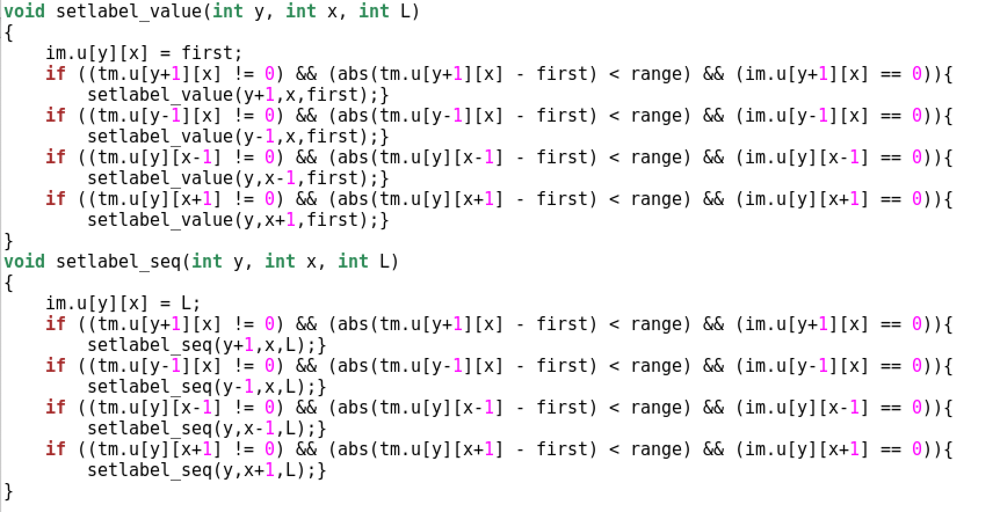 void setlabel_value(int y, int x, int L)
{
    im.u[y][x] = first;
    if ((tm.u[y+1][x] != 0) && (abs(tm.u[y+1][x] - first) < range) && (im.u[y+1][x] == 0)){
        setlabel_value(y+1,x,first);}
    if ((tm.u[y-1][x] != 0) && (abs(tm.u[y-1][x] - first) < range) && (im.u[y-1][x] == 0)){
        setlabel_value(y-1,x,first);}
    if ((tm.u[y][x-1] != 0) && (abs(tm.u[y][x-1] - first) < range) && (im.u[y][x-1] == 0)){
        setlabel_value(y,x-1,first);}
    if ((tm.u[y][x+1] != 0) && (abs(tm.u[y][x+1] - first) < range) && (im.u[y][x+1] == 0)){
        setlabel_value(y,x+1,first);}
}
void setlabel_seq(int y, int x, int L)
{
    im.u[y][x] = L;
    if ((tm.u[y+1][x] != 0) && (abs(tm.u[y+1][x] - first) < range) && (im.u[y+1][x] == 0)){
        setlabel_seq(y+1,x,L);}
    if ((tm.u[y-1][x] != 0) && (abs(tm.u[y-1][x] - first) < range) && (im.u[y-1][x] == 0)){
        setlabel_seq(y-1,x,L);}
    if ((tm.u[y][x-1] != 0) && (abs(tm.u[y][x-1] - first) < range) && (im.u[y][x-1] == 0)){
        setlabel_seq(y,x-1,L);}
    if ((tm.u[y][x+1] != 0) && (abs(tm.u[y][x+1] - first) < range) && (im.u[y][x+1] == 0)){
        setlabel_seq(y,x+1,L);}
}